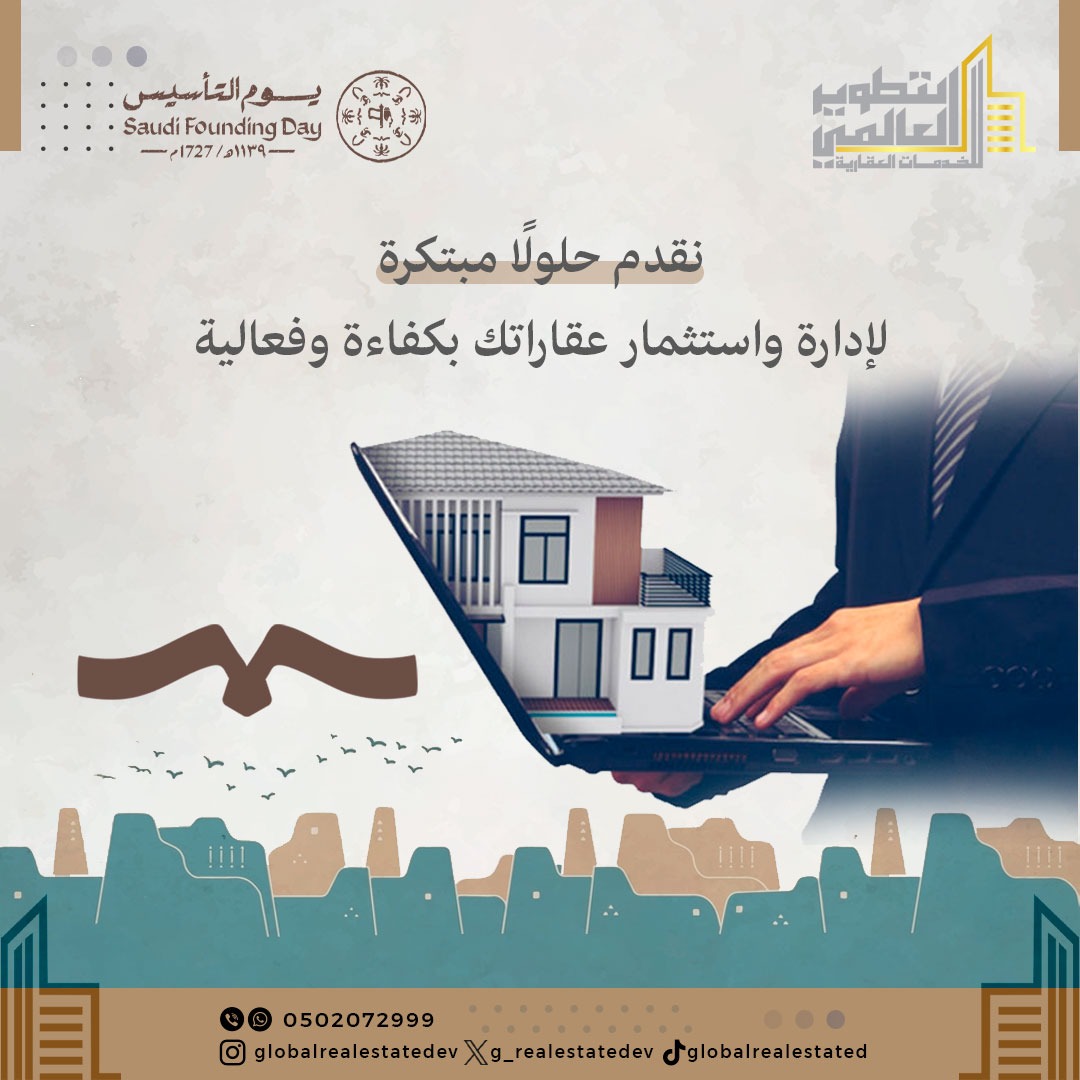 يوم التأسيس
Saudi Founding Day
١١٣٩هـ / 1727م
التطوير
العالمي
للخدمات العقارية
نقدم حلولًا مبتكرة
لإدارة واستثمار عقاراتك بكفاءة وفعالية
0502072999
globalrealestatedev g_realestatedev globalrealestated